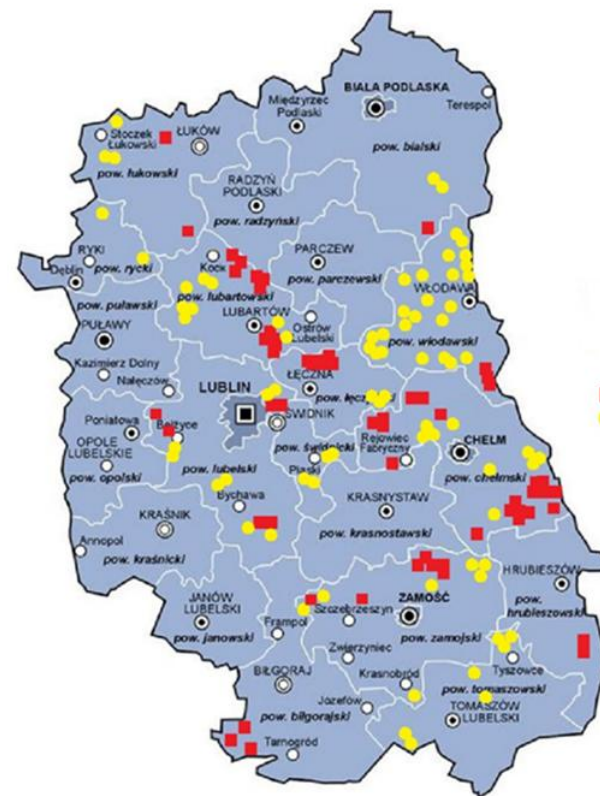 BIAŁA PODLASKA
Międzyrzec
Podlaski
Terespol
Stoczek
Łukowski
ŁUKÓW
pow. bialski
pow. łukowski
RADZYŃ
PODLASKI
pow. radzyński
RYKI
pow. rycki
Kock
PARCZEW
pow. parczewski
Dęblin
WŁODAWA
pow. puławski
pow. lubartowski
PUŁAWY
LUBARTÓW
Ostrów
Lubelski
pow. włodawski
Kazimierz Dolny
ŁĘCZNA
Nałęczów
LUBLIN
pow. łęcz
ŚWIDNIK
Poniatowa
Bełżyce
Rejowiec
Fabryczny
CHEŁM
OPOLE
LUBELSKIE
pow. świdnicki
pow. opolski
pow. lubelski
Piaski
pow. chełmski
Bychawa
KRASNYSTAW
KRAŚNIK
pow. krasnostawski
Annopol
pow. kraśnicki
HRUBIESZÓW
JANÓW
LUBELSKI
Szczebrzeszyn
ZAMOŚĆ
pow.
hrubieszowski
pow. janowski
Frampol
pow. zamojski
Zwierzyniec
Tyszowce
BIŁGORAJ
Krasnobród
pow. tomaszowski
Józefów
pow. biłgorajski
TOMASZÓW
LUBELSKI
Tarnogród